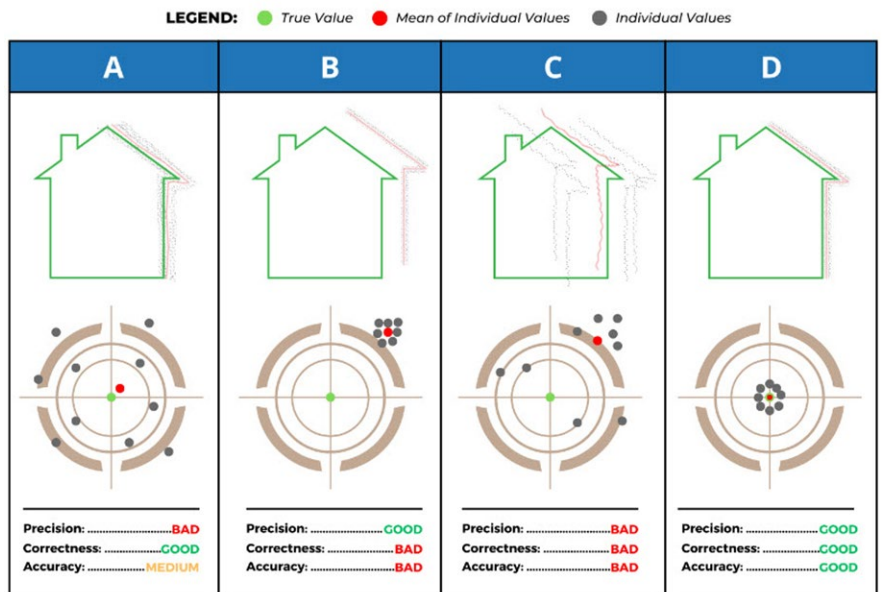 LEGEND: True Value Mean of Individual Values Individual Values
A B C D
Precision: ........................BAD
Correctness: .................GOOD
Accuracy: .................MEDIUM
Precision: .....................GOOD
Correctness: ....................BAD
Accuracy: ..........................BAD
Precision: ........................BAD
Correctness: ....................BAD
Accuracy: ..........................BAD
Precision: .....................GOOD
Correctness: .................GOOD
Accuracy: .......................GOOD